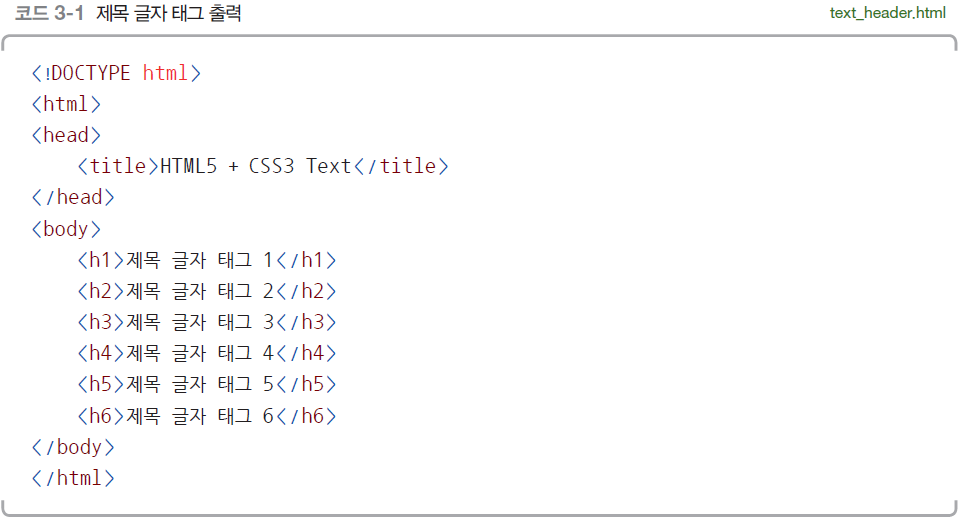 코드 3-1 제목 글자 태그 출력 text_header.html
<!DOCTYPE html>
<html>
<head>
    <title>HTML5 + CSS3 Text</title>
</head>
<body>
    <h1>제목 글자 태그 1</h1>
    <h2>제목 글자 태그 2</h2>
    <h3>제목 글자 태그 3</h3>
    <h4>제목 글자 태그 4</h4>
    <h5>제목 글자 태그 5</h5>
    <h6>제목 글자 태그 6</h6>
</body>
</html>